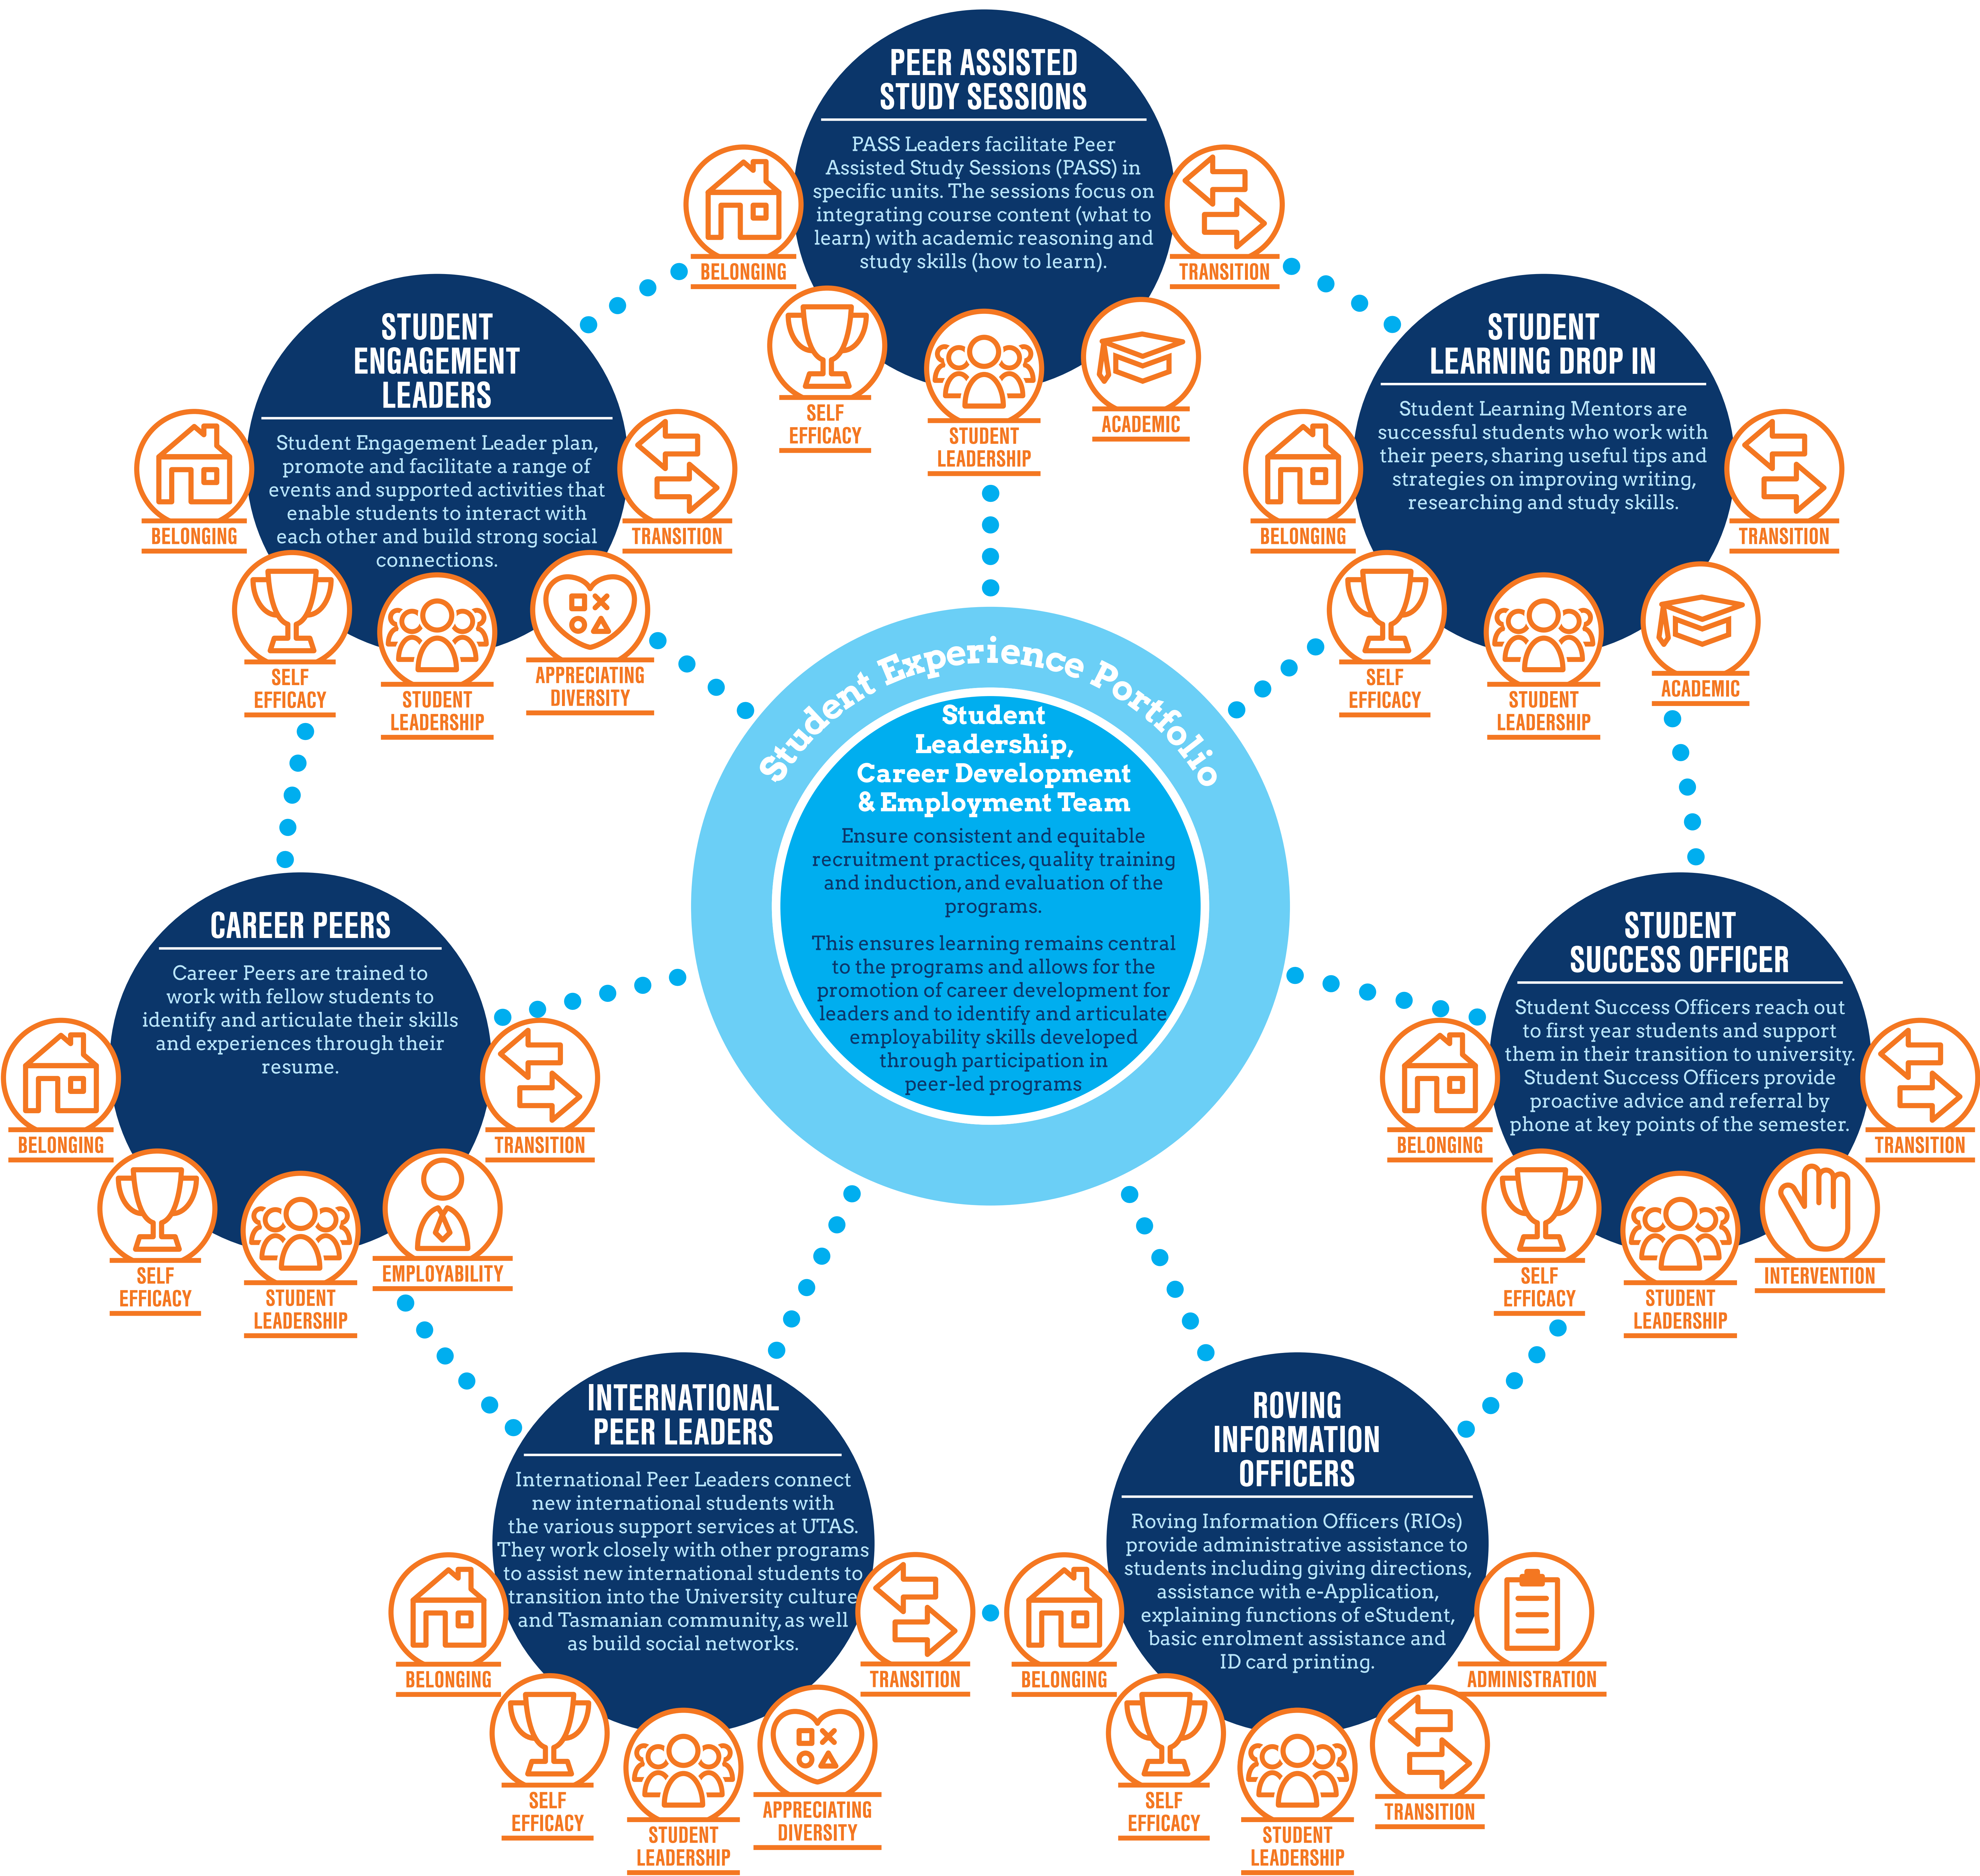 PEER ASSISTED
STUDY SESSIONS
PASS Leaders facilitate Peer
Assisted Study Sessions (PASS) in
specific units. The sessions focus on
integrating course content (what to
learn) with academic reasoning and
study skills (how to learn).
BELONGING
SELF
EFFICACY
STUDENT
LEADERSHIP
ACADEMIC
TRANSITION
STUDENT
ENGAGEMENT
LEADERS
Student Engagement Leader plan,
promote and facilitate a range of
events and supported activities that
enable students to interact with
each other and build strong social
connections.
BELONGING
SELF
EFFICACY
STUDENT
LEADERSHIP
APPRECIATING
DIVERSITY
TRANSITION
STUDENT
LEARNING DROP IN
Student Learning Mentors are
successful students who work with
their peers, sharing useful tips and
strategies on improving writing,
researching and study skills.
BELONGING
SELF
EFFICACY
STUDENT
LEADERSHIP
ACADEMIC
TRANSITION
Student Experience Portfolio
Student
Leadership,
Career Development
& Employment Team
Ensure consistent and equitable
recruitment practices, quality training
and induction, and evaluation of the
programs.
This ensures learning remains central
to the programs and allows for the
promotion of career development for
leaders and to identify and articulate
employability skills developed
through participation in
peer-led programs
CAREER PEERS
Career Peers are trained to
work with fellow students to
identify and articulate their skills
and experiences through their
resume.
BELONGING
SELF
EFFICACY
STUDENT
LEADERSHIP
EMPLOYABILITY
TRANSITION
STUDENT
SUCCESS OFFICER
Student Success Officers reach out
to first year students and support
them in their transition to university.
Student Success Officers provide
proactive advice and referral by
phone at key points of the semester.
BELONGING
SELF
EFFICACY
STUDENT
LEADERSHIP
INTERVENTION
TRANSITION
INTERNATIONAL
PEER LEADERS
International Peer Leaders connect
new international students with
the various support services at UTAS.
They work closely with other programs
to assist new international students to
transition into the University culture
and Tasmanian community, as well
as build social networks.
BELONGING
SELF
EFFICACY
STUDENT
LEADERSHIP
APPRECIATING
DIVERSITY
TRANSITION
ROVING
INFORMATION
OFFICERS
Roving Information Officers (RIOs)
provide administrative assistance to
students including giving directions,
assistance with e-Application,
explaining functions of eStudent,
basic enrolment assistance and
ID card printing.
BELONGING
SELF
EFFICACY
STUDENT
LEADERSHIP
TRANSITION
ADMINISTRATION